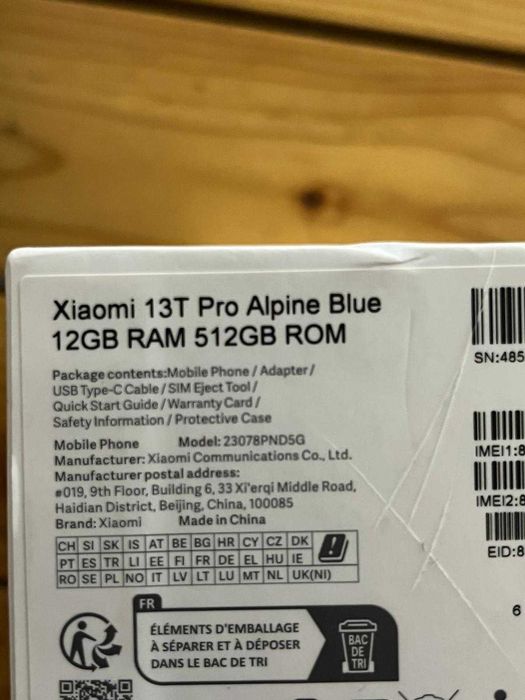 Xiaomi 13T Pro Alpine Blue
12GB RAM 512GB ROM
Package contents:Mobile Phone / Adapter /
USB Type-C Cable / SIM Eject Tool /
Quick Start Guide / Warranty Card /
Safety Information / Protective Case
Mobile Phone Model: 23078PND5G
Manufacturer: Xiaomi Communications Co., Ltd.
Manufacturer postal address:
#019, 9th Floor, Building 6, 33 Xi'erqi Middle Road,
Haidian District, Beijing, China, 100085
Brand: Xiaomi Made in China
CH SI SK IS AT BE BG HR CY CZ DK
PT ES TR LI EE FI FR DE EL HU IE
RO SE PL NO IT LV LT LU MT NL UK(NI)
FR
ÉLÉMENTS D'EMBALLAGE
À SÉPARER ET À DÉPOSER
DANS LE BAC DE TRI
BAC
DE
TRI
SN:485
IMEI1:8
IMEI2:8
EID:8
6